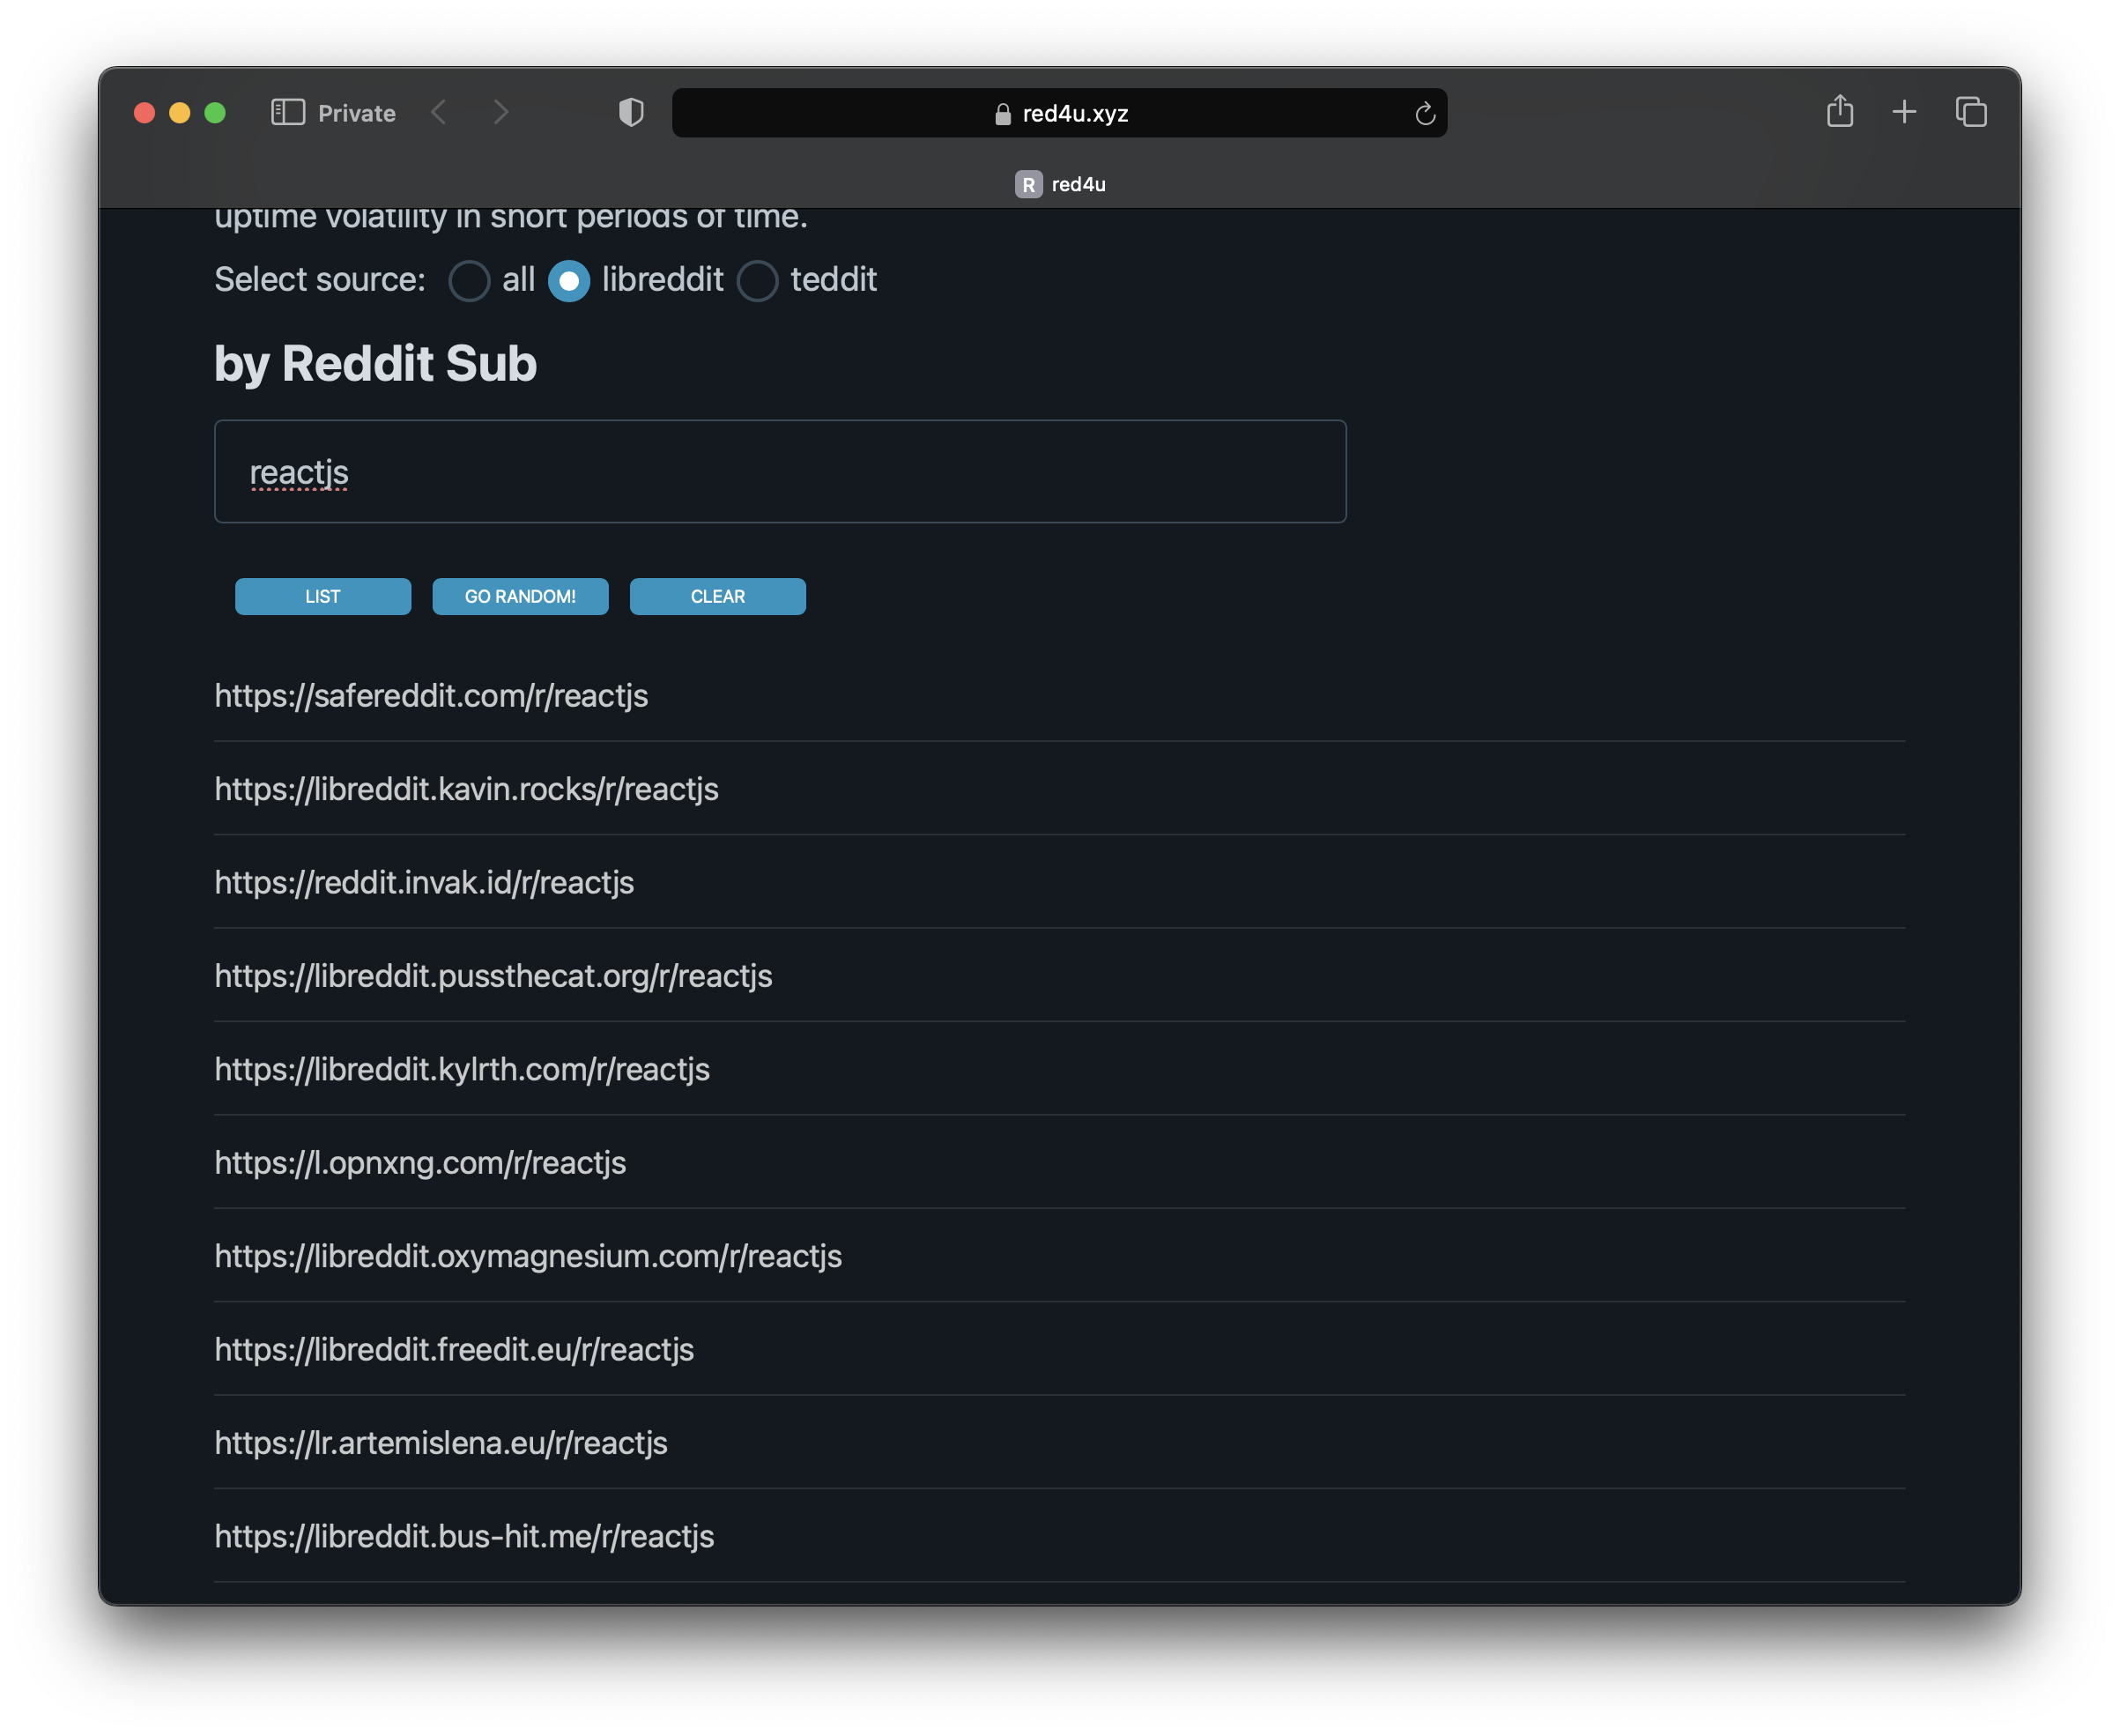 Private
red4u.xyz
R red4u
uptime volatility in short periods of time.
Select source: all libreddit teddit
by Reddit Sub
reactjs
LIST GO RANDOM! CLEAR
https://safereddit.com/r/reactjs
https://libreddit.kavin.rocks/r/reactjs
https://reddit.invak.id/r/reactjs
https://libreddit.pussthecat.org/r/reactjs
https://libreddit.kylrth.com/r/reactjs
https://l.opnxng.com/r/reactjs
https://libreddit.oxymagnesium.com/r/reactjs
https://libreddit.freedit.eu/r/reactjs
https://lr.artemislena.eu/r/reactjs
https://libreddit.bus-hit.me/r/reactjs